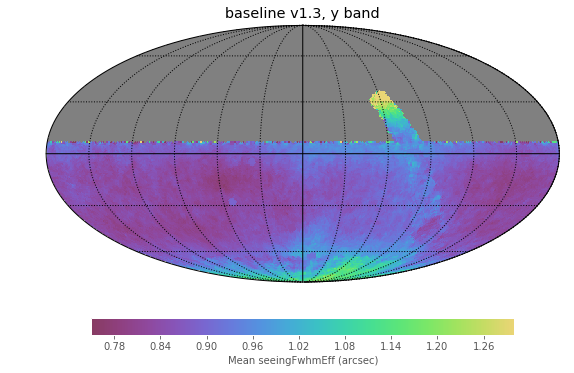 baseline v1.3, y band
0.78 0.84 0.90 0.96 1.02 1.08 1.14 1.20 1.26
Mean seeingFwhmEff (arcsec)